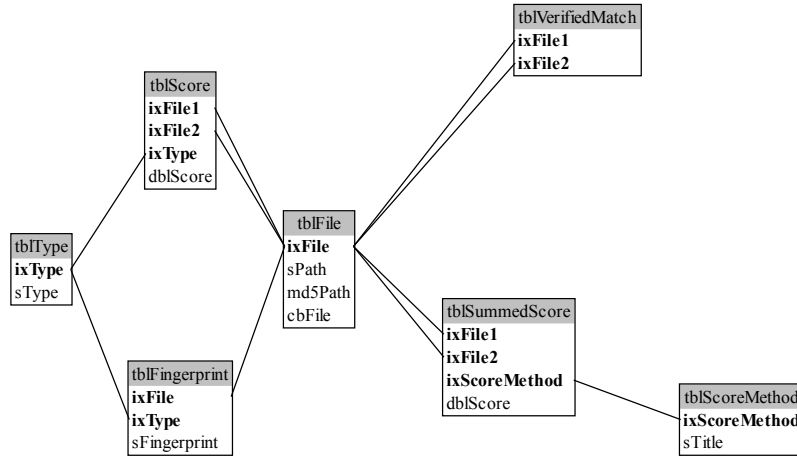 tblVerifiedMatch
ixFile1
ixFile2
tblScore
ixFile1
ixFile2
ixType
dblScore
tblFile
ixFile
sPath
md5Path
cbFile
tblType
ixType
sType
tblSummedScore
ixFile1
ixFile2
ixScoreMethod
dblScore
tblFingerprint
ixFile
ixType
sFingerprint
tblScoreMethod
ixScoreMethod
sTitle